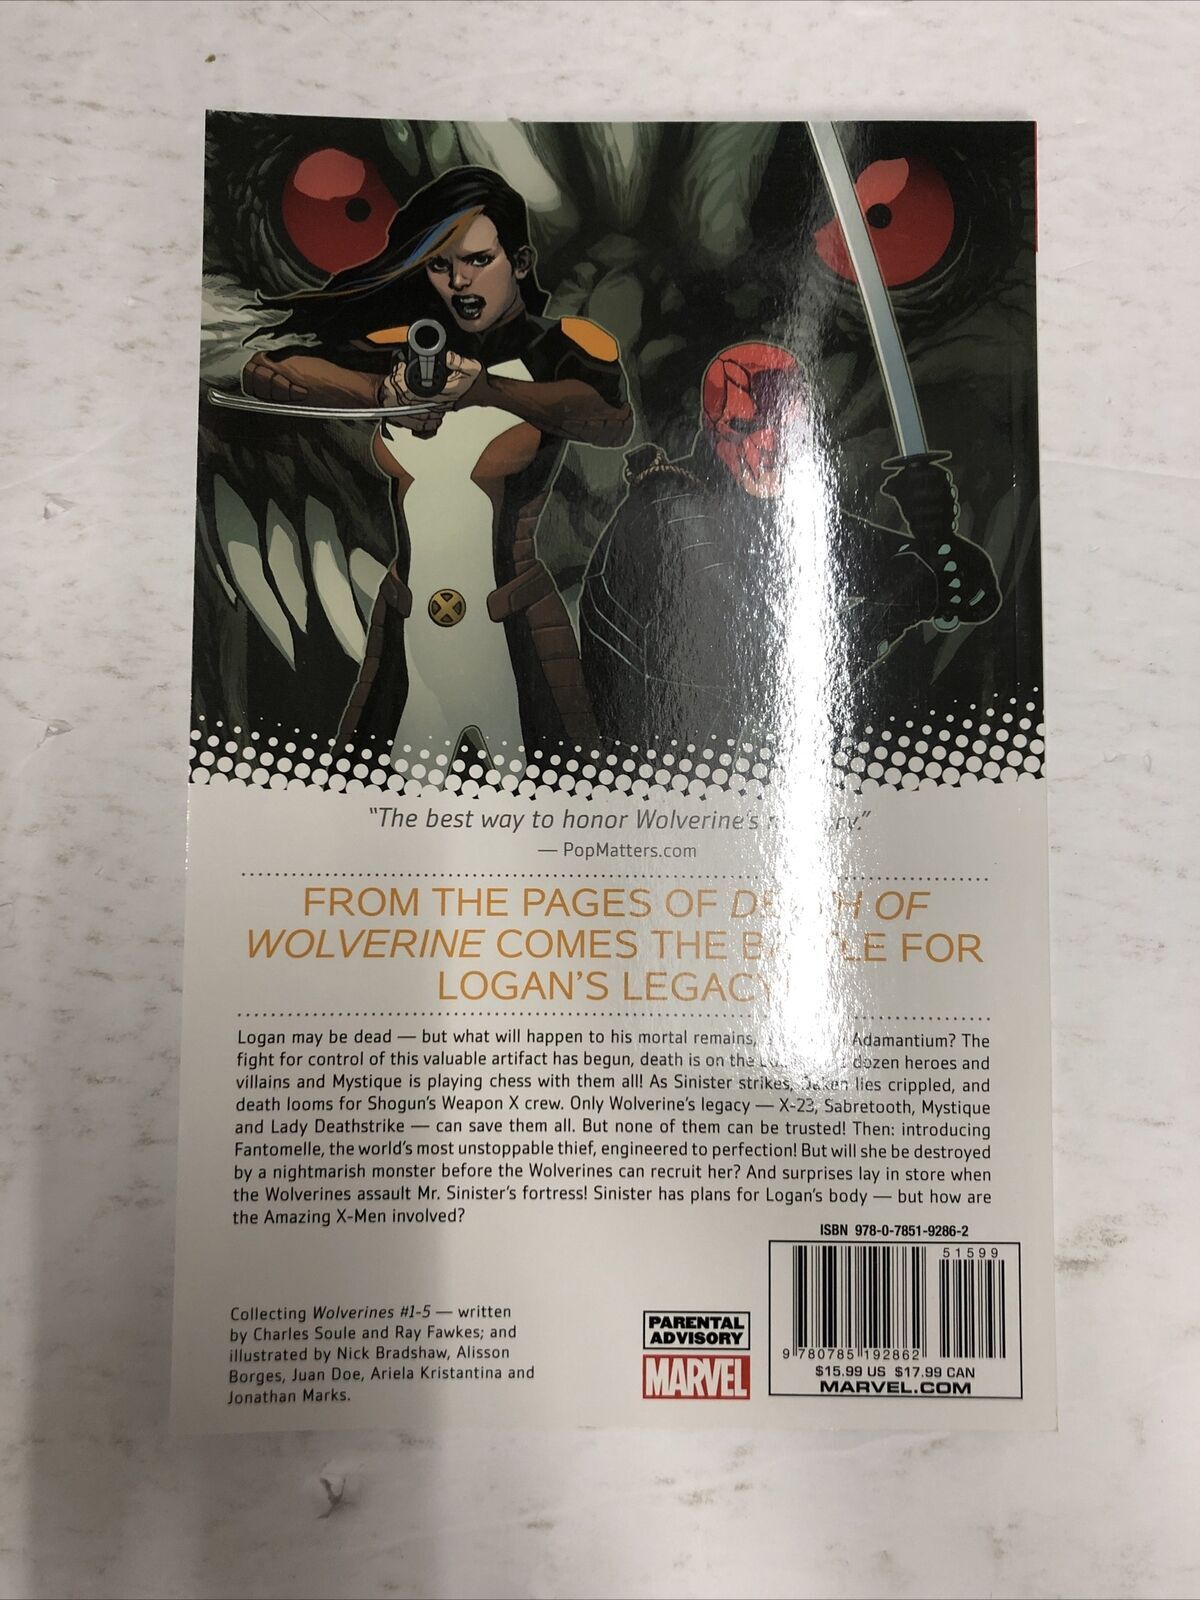 "The best way to honor Wolverine's
— PopMatters.com
FROM THE PAGES OF DEATH OF
WOLVERINE COMES THE BATTLE FOR
LOGAN'S LEGACY
Logan may be dead — but what will happen to his mortal remains, Adamantium? The
fight for control of this valuable artifact has begun, death is on the dozen heroes and
villains and Mystique is playing chess with them all! As Sinister strikes, Daken lies crippled, and
death looms for Shogun's Weapon X crew. Only Wolverine's legacy — X-23, Sabretooth, Mystique
and Lady Deathstrike — can save them all. But none of them can be trusted! Then: introducing
Fantomelle, the world's most unstoppable thief, engineered to perfection! But will she be destroyed
by a nightmarish monster before the Wolverines can recruit her? And surprises lay in store when
the Wolverines assault Mr. Sinister's fortress! Sinister has plans for Logan's body — but how are
the Amazing X-Men involved?
ISBN 978-0-7851-9286-2
51599
Collecting Wolverines #1-5 — written
by Charles Soule and Ray Fawkes; and
illustrated by Nick Bradshaw, Alisson
Borges, Juan Doe, Ariela Kristantina and
Jonathan Marks.
PARENTAL
ADVISORY
MARVEL
9 780785 192862
$15.99 US $17.99 CAN
MARVEL.COM